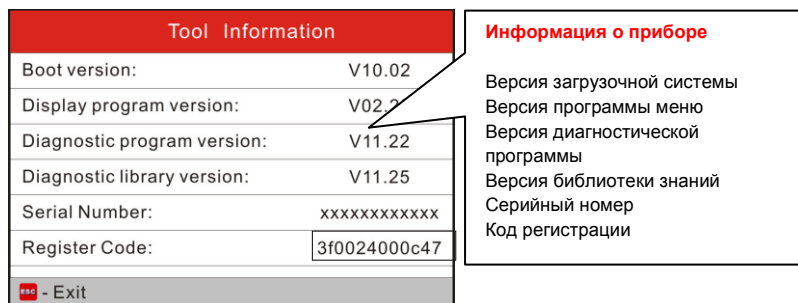 Tool Information
Boot version: V10.02
Display program version:
Diagnostic program version: V11.22
Diagnostic library version: V11.25
Serial Number: xxxxxxxxxxxx
Register Code: 3f0024000c47
ESC - Exit
Информация о приборе
Версия загрузочной системы
Версия программы меню
Версия диагностической
программы
Версия библиотеки знаний
Серийный номер
Код регистрации